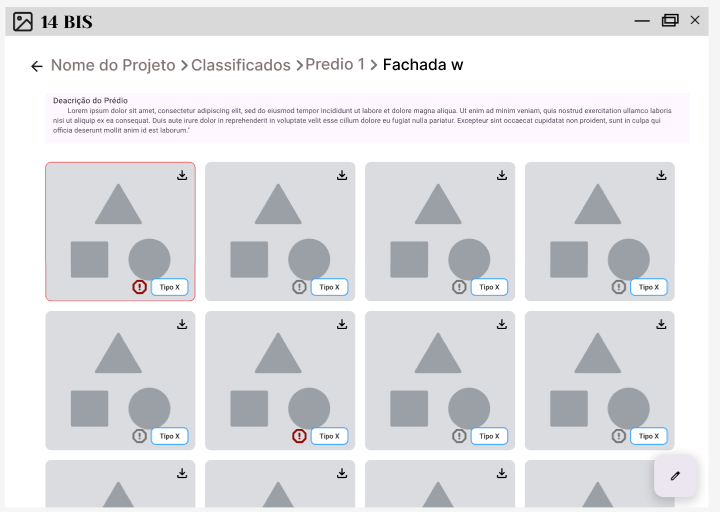 14 BIS
Nome do Projeto > Classificados > Predio 1 > Fachada w
Deacrição do Prédio
Lorem ipsum dolor sit amet, consectetur adipiscing elit, sed do eiusmod tempor incididunt ut labore et dolore magna aliqua. Ut enim ad minim veniam, quis nostrud exercitation ullamco laboris
nisi ut aliquip ex ea consequat. Duis aute irure dolor in reprehenderit in voluptate velit esse cillum dolore eu fugiat nulla pariatur. Excepteur sint occaecat cupidatat non proident, sunt in culpa qui
officia deserunt mollit anim id est laborum."
Tipo X Tipo X Tipo X Tipo X
Tipo X Tipo X Tipo X Tipo X